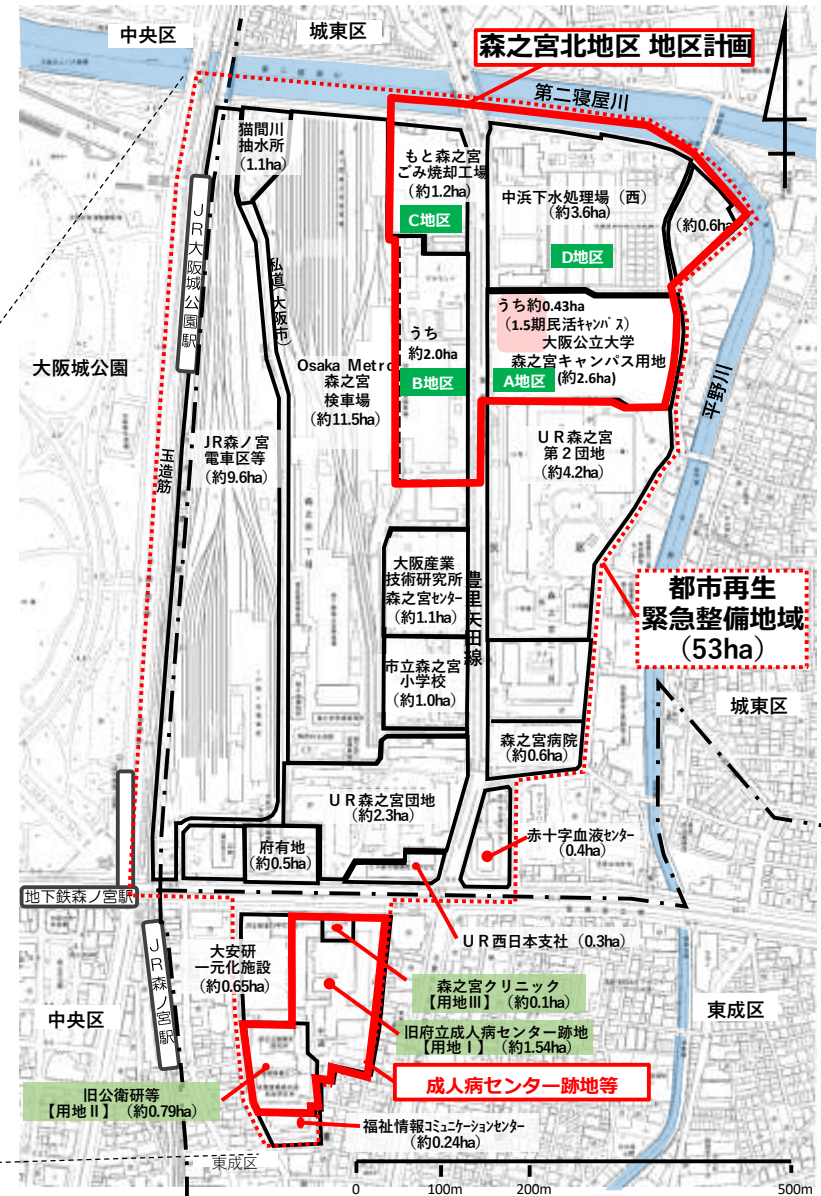 中央区
城東区
森之宮北地区 地区計画
第二寝屋川
猫間川
抽水所
(1.1ha)
もと森之宮
ごみ焼却工場
(約1.2ha)
C地区
中浜下水処理場（西）
(約3.6ha)
(約0.6ha)
D地区
JR大阪城公園駅
私道(大阪市)
大阪城公園
玉造筋
うち
約2.0ha
B地区
うち約0.43ha
（1.5期民活ｷｬﾝﾊﾟｽ）
大阪公立大学
森之宮キャンパス用地
(約2.6ha)
A地区
平野川
Osaka Metro
森之宮
検車場
(約11.5ha)
JR森ノ宮
電車区等
(約9.6ha)
UR森之宮
第２団地
(約4.2ha)
森之宮一丁目
大阪産業
技術研究所
森之宮ｾﾝﾀｰ
(約1.1ha)
豊里矢田線
都市再生
緊急整備地域
(53ha)
市立森之宮
小学校
(約1.0ha)
城東区
森之宮病院
(約0.6ha)
UR森之宮団地
(約2.3ha)
府有地
(約0.5ha)
赤十字血液ｾﾝﾀｰ
(0.4ha)
地下鉄森ノ宮駅
UR西日本支社（0.3ha）
JR森ノ宮駅
大安研
一元化施設
(約0.65ha)
森之宮クリニック
【用地Ⅲ】（約0.1ha）
中央区
東成区
旧府立成人病センター跡地
【用地Ⅰ】（約1.54ha）
成人病センター跡地等
旧公衛研等
【用地Ⅱ】（約0.79ha）
福祉情報ｺﾐｭﾆｹｰｼｮﾝｾﾝﾀｰ
(約0.24ha)
東成区
0 100m 200m 500m